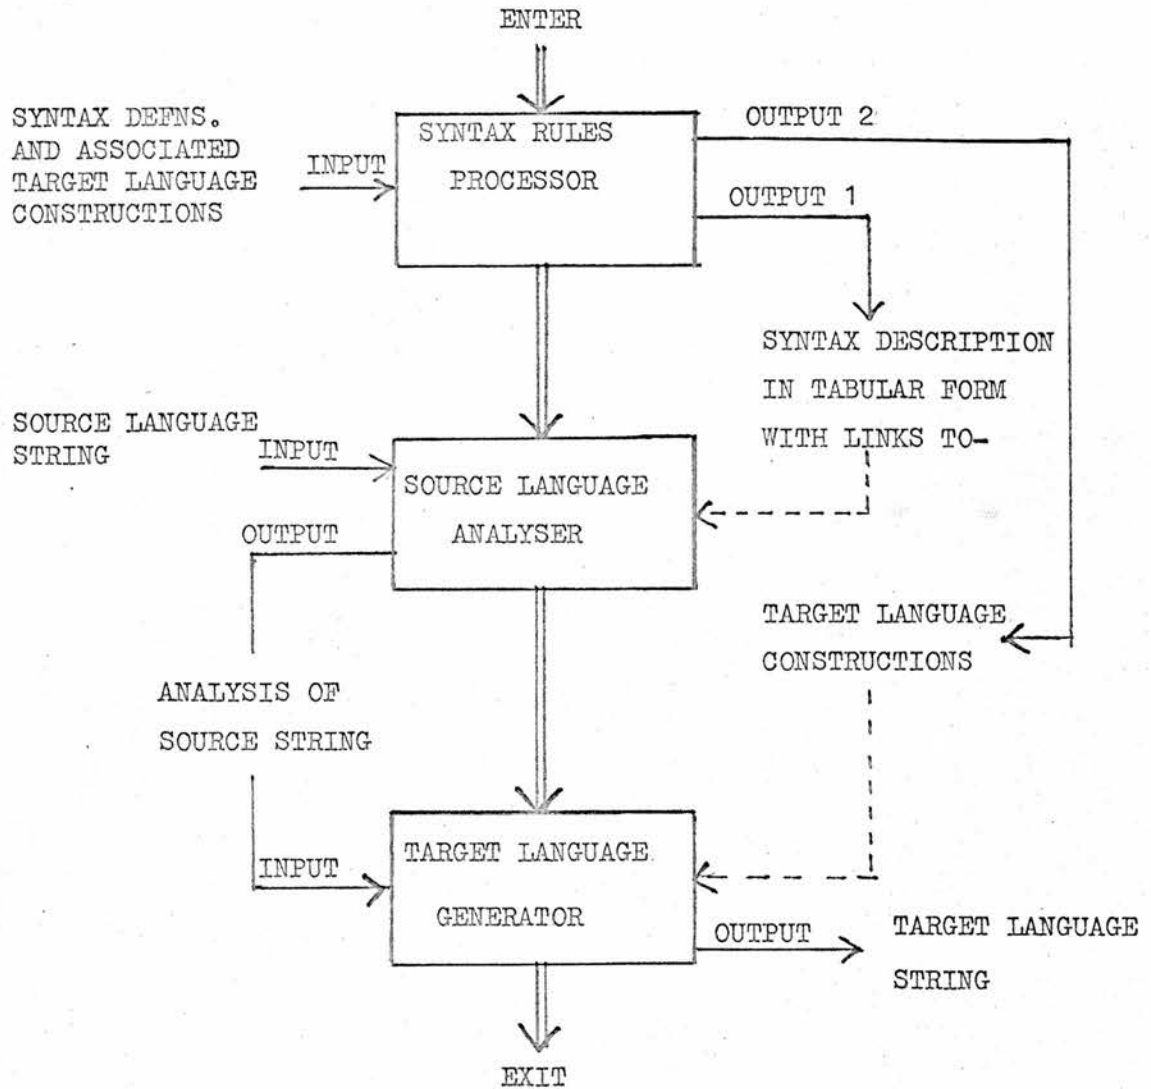 ENTER
SYNTAX DEFNS.
AND ASSOCIATED
TARGET LANGUAGE
CONSTRUCTIONS
INPUT
SYNTAX RULES
PROCESSOR
OUTPUT 2
OUTPUT 1
SYNTAX DESCRIPTION
IN TABULAR FORM
WITH LINKS TO-
SOURCE LANGUAGE
STRING
INPUT
SOURCE LANGUAGE
ANALYSER
OUTPUT
TARGET LANGUAGE
CONSTRUCTIONS
ANALYSIS OF
SOURCE STRING
INPUT
TARGET LANGUAGE
GENERATOR
OUTPUT
TARGET LANGUAGE
STRING
EXIT